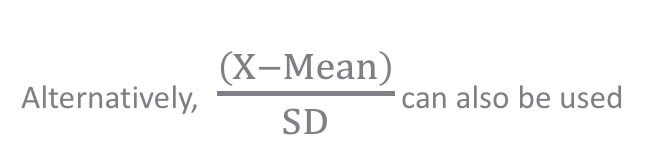 Alternatively, (X−Mean)/SD can also be used